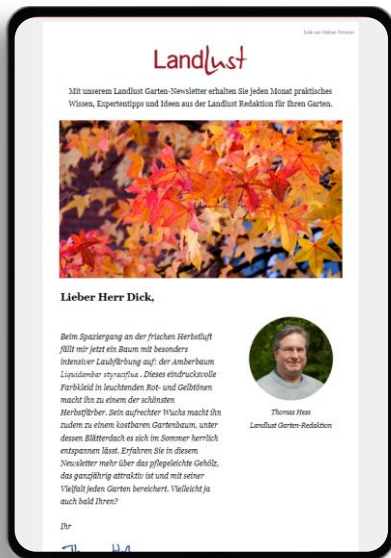 Link zur Online-Version
Landlust
Mit unserem Landlust Garten-Newsletter erhalten Sie jeden Monat praktisches
Wissen, Expertentipps und Ideen aus der Landlust Redaktion für Ihren Garten.
Lieber Herr Dick,
Beim Spaziergang an der frischen Herbstluft
fällt mir jetzt ein Baum mit besonders
intensiver Laubfärbung auf: der Amberbaum
Liquidambar styraciflua . Dieses eindrucksvolle
Farbkleid in leuchtenden Rot- und Gelbtönen
macht ihn zu einem der schönsten
Herbstfärber. Sein aufrechter Wuchs macht ihn
zudem zu einem kostbaren Gartenbaum, unter
dessen Blätterdach es sich im Sommer herrlich
entspannen lässt. Erfahren Sie in diesem
Newsletter mehr über das pflegeleichte Gehölz,
das ganzjährig attraktiv ist und mit seiner
Vielfalt jeden Garten bereichert. Vielleicht ja
auch bald Ihren?
Thomas Hess
Landlust Garten-Redaktion
Ihr